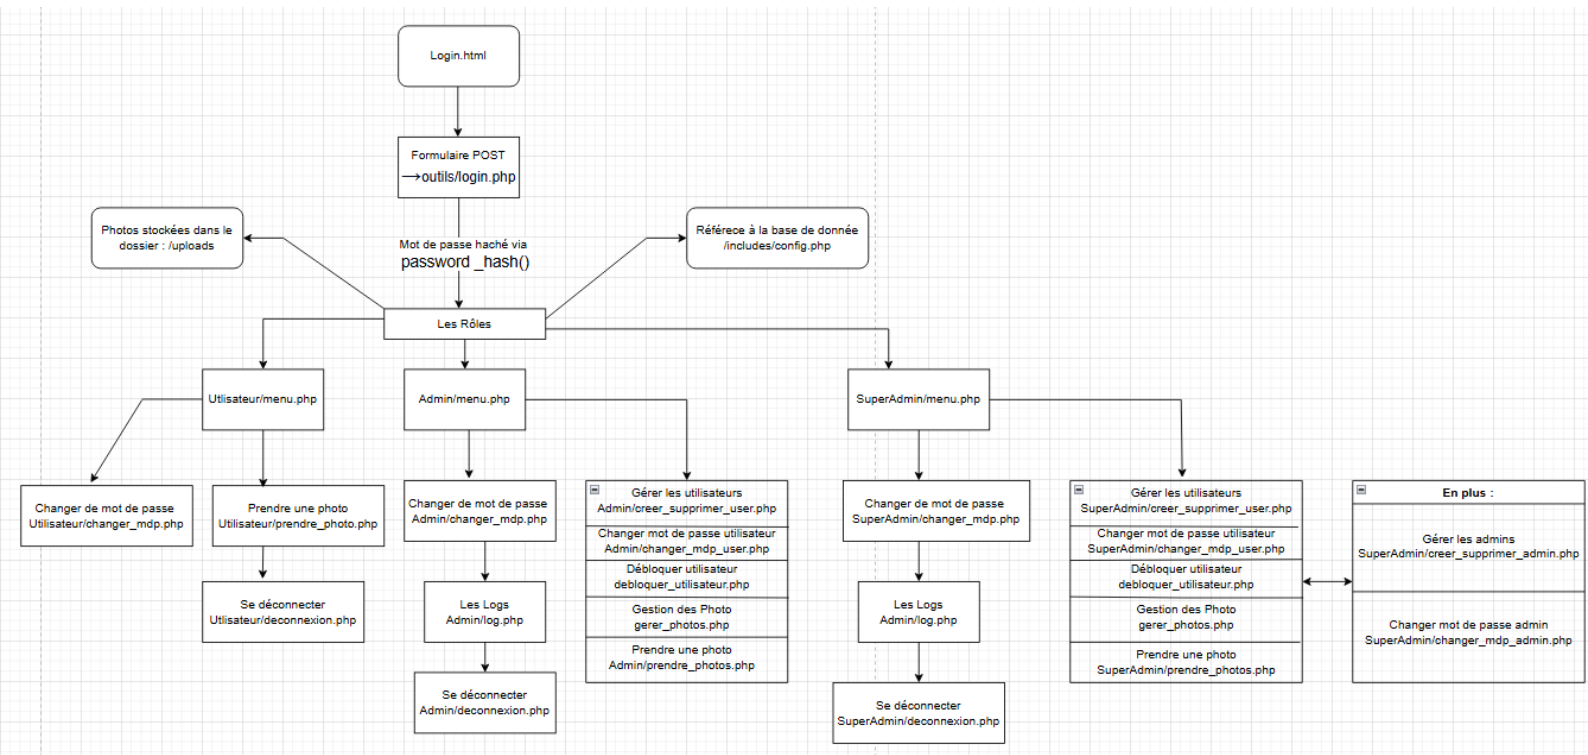 Login.html
Formulaire POST
→outils/login.php
Photos stockées dans le
dossier : /uploads
Mot de passe haché via
password _hash()
Référece à la base de donnée
/includes/config.php
Les Rôles
Utlisateur/menu.php
Admin/menu.php
SuperAdmin/menu.php
Changer de mot de passe
Utilisateur/changer_mdp.php
Prendre une photo
Utilisateur/prendre_photo.php
Se déconnecter
Utlisateur/deconnexion.php
Changer de mot de passe
Admin/changer_mdp.php
Les Logs
Admin/log.php
Se déconnecter
Admin/deconnexion.php
Gérer les utilisateurs
Admin/creer_supprimer_user.php
Changer mot de passe utilisateur
Admin/changer_mdp_user.php
Débloquer utilisateur
debloquer_utilisateur.php
Gestion des Photo
gerer_photos.php
Prendre une photo
Admin/prendre_photos.php
Changer de mot de passe
SuperAdmin/changer_mdp.php
Les Logs
Admin/log.php
Se déconnecter
SuperAdmin/deconnexion.php
Gérer les utilisateurs
SuperAdmin/creer_supprimer_user.php
Changer mot de passe utilisateur
SuperAdmin/changer_mdp_user.php
Débloquer utilisateur
debloquer_utilisateur.php
Gestion des Photo
gerer_photos.php
Prendre une photo
SuperAdmin/prendre_photos.php
En plus :
Gérer les admins
SuperAdmin/creer_supprimer_admin.php
Changer mot de passe admin
SuperAdmin/changer_mdp_admin.php